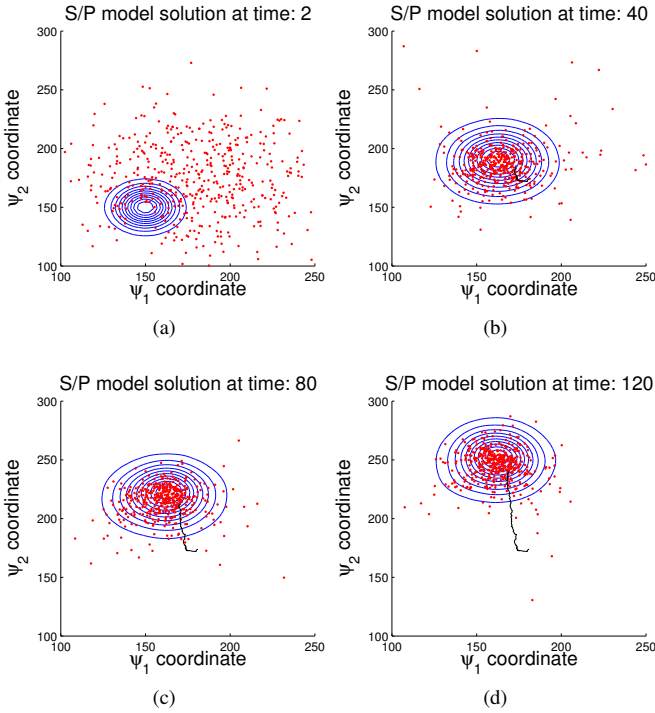 S/P model solution at time: 2
300
250
200
150
100
100
150
200
250
ψ2 coordinate
ψ1 coordinate
(a)
S/P model solution at time: 40
300
250
200
150
100
100
150
200
250
ψ2 coordinate
ψ1 coordinate
(b)
S/P model solution at time: 80
300
250
200
150
100
100
150
200
250
ψ2 coordinate
ψ1 coordinate
(c)
S/P model solution at time: 120
300
250
200
150
100
100
150
200
250
ψ2 coordinate
ψ1 coordinate
(d)